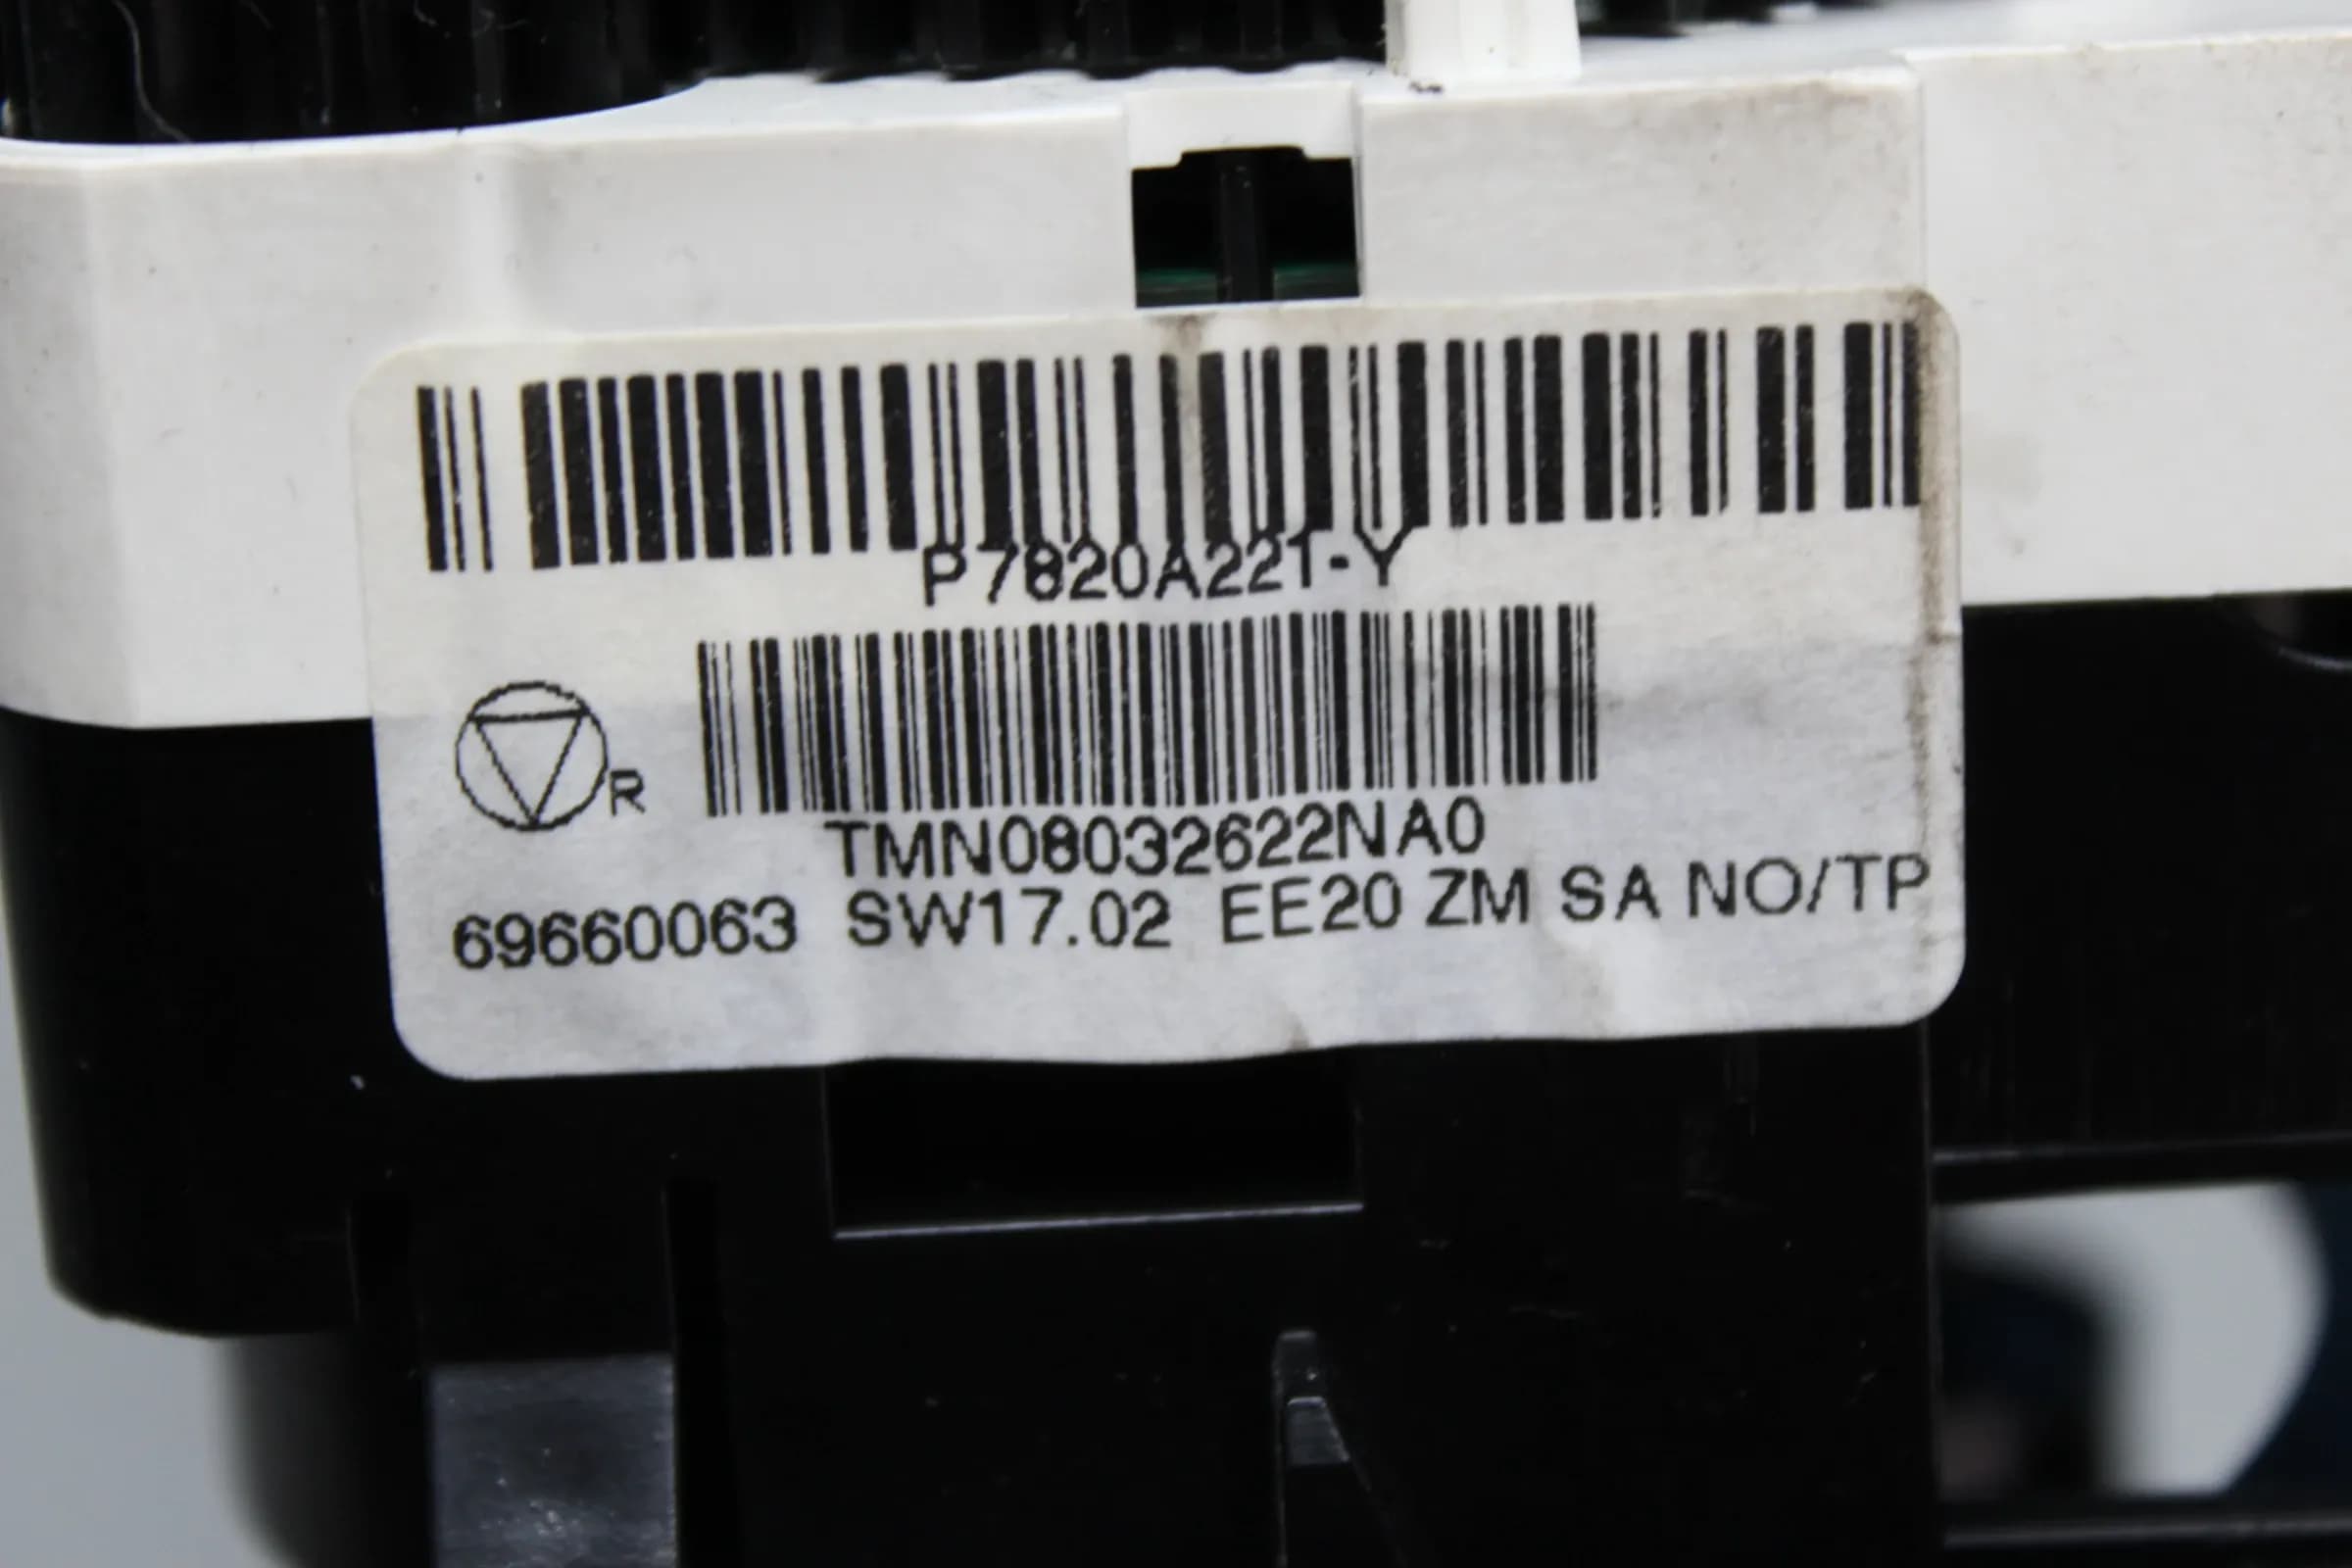 P7820A221-Y
R
TMN08032622NA0
69660063 SW17.02 EE20 ZM SA NO/TP